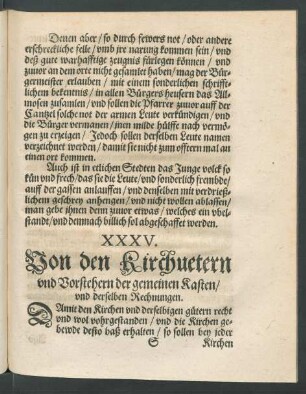 Denen aber / so durch fewers not / oder andere
erschreckliche felle / vmb jre narung kommen sein / vnd
deß gute warhafftige zeugnis fürlegen können / vnd
zuuor an dem orte nicht gesamlet haben / mag der Bür-
germeister erlauben / mit einem sonderlichen schrifft-
lichem bekentnis / in allen Bürgers heusern das All-
mosen zusamlen / vnd sollen die Pfarrer zuuor auff der
Cantzel solche not der armen Leute verkündigen / vnd
die Bürger vermanen / jnen milde hülffe nach vermö-
gen zu erzeigen / Jedoch sollen derselben Leute namen
verzeichnet werden / damit sie nicht zum offtern mal an
einen ort kommen.
Auch ist in etlichen Stedten das Junge volck so
kün vnd frech / das sie die Leute / vnd sonderlich frembde /
auff der gassen anlauffen / vnd denselben mit verdrieß-
lichem geschrey anhengen / vnd nicht wollen ablassen /
man gebe jhnen denn zuuor etwas / welches ein vbel-
standt / vnd demnach billich sol abgeschafft werden.
XXXV.
Von den Kirchuetern
vnd Vorstehern der gemeinen Kasten /
vnd derselben Rechnungen.
DAmit den Kirchen vnd derselbigen gütern recht
vnd wol vohrgestanden / vnd die Kirchen ge-
bewde desto baß erhalten / so sollen bey jeder
S Kirchen